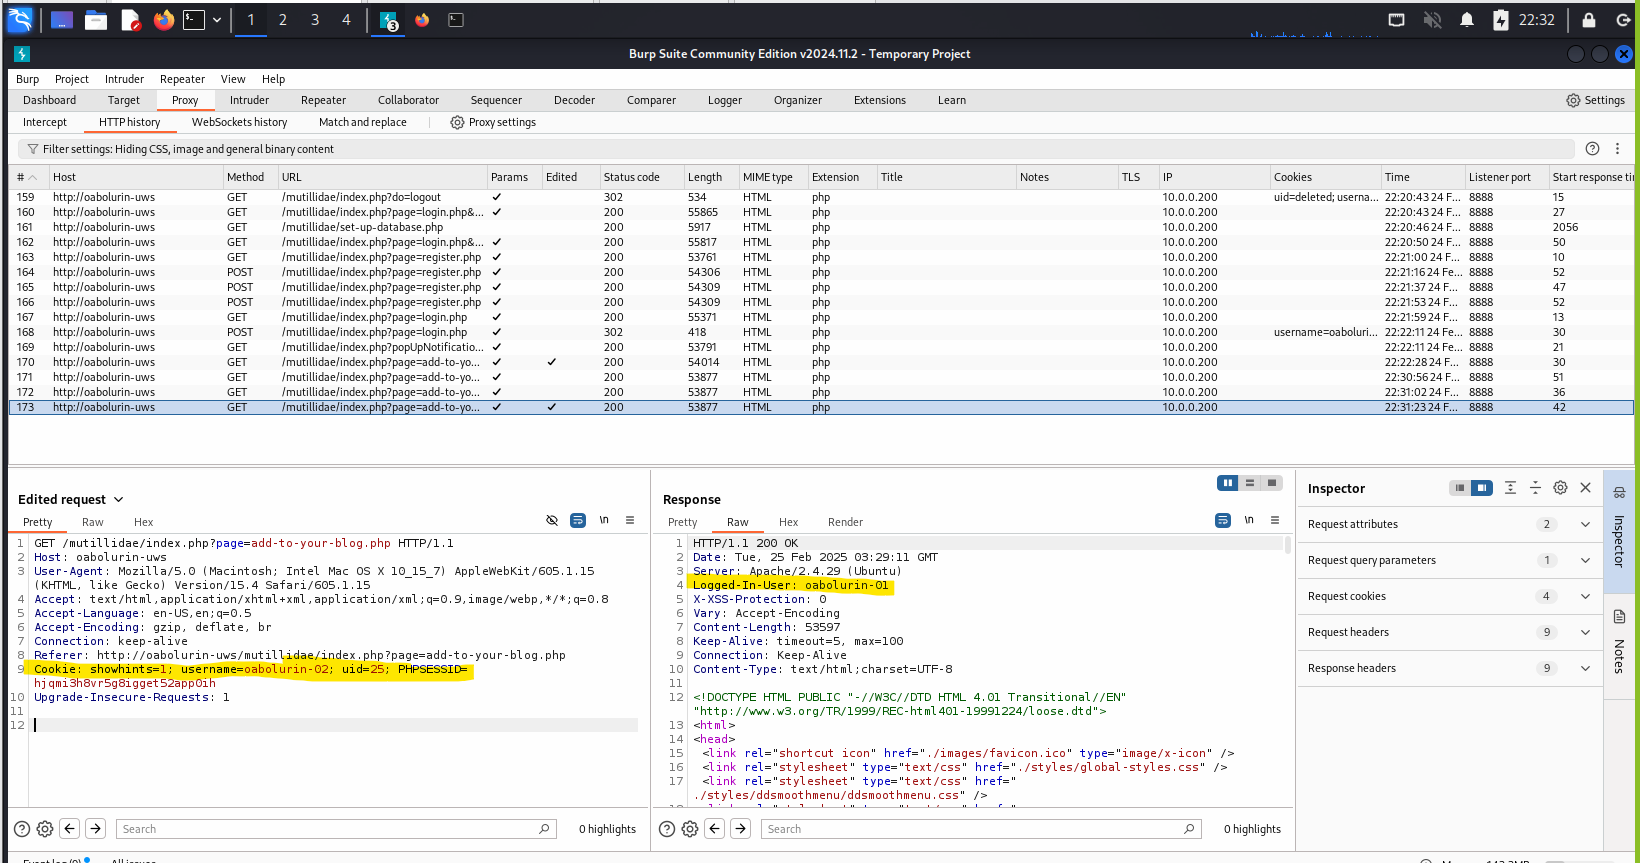 1 2 3 4 3 22:32
Burp Suite Community Edition v2024.11.2 - Temporary Project
Burp Project Intruder Repeater View Help
Dashboard Target Proxy Intruder Repeater Collaborator Sequencer Decoder Comparer Logger Organizer Extensions Learn Settings
Intercept HTTP history WebSockets history Match and replace Proxy settings
Filter settings: Hiding CSS, image and general binary content
# Host Method URL Params Edited Status code Length MIME type Extension Title Notes TLS IP Cookies Time Listener port Start response ti
159 http://oabolurin-uws GET /mutillidae/index.php?do=logout ✓ 302 534 HTML php 10.0.0.200 uid=deleted; userna... 22:20:43 24 F... 8888 15
160 http://oabolurin-uws GET /mutillidae/index.php?page=login.php&... ✓ 200 55865 HTML php 10.0.0.200 22:20:43 24 F... 8888 27
161 http://oabolurin-uws GET /mutillidae/set-up-database.php 200 5917 HTML php 10.0.0.200 22:20:46 24 F... 8888 2056
162 http://oabolurin-uws GET /mutillidae/index.php?page=login.php&... ✓ 200 55817 HTML php 10.0.0.200 22:20:50 24 F... 8888 50
163 http://oabolurin-uws GET /mutillidae/index.php?page=register.php ✓ 200 53761 HTML php 10.0.0.200 22:21:00 24 F... 8888 10
164 http://oabolurin-uws POST /mutillidae/index.php?page=register.php ✓ 200 54306 HTML php 10.0.0.200 22:21:16 24 Fe... 8888 52
165 http://oabolurin-uws POST /mutillidae/index.php?page=register.php ✓ 200 54309 HTML php 10.0.0.200 22:21:37 24 F... 8888 47
166 http://oabolurin-uws POST /mutillidae/index.php?page=register.php ✓ 200 54309 HTML php 10.0.0.200 22:21:53 24 F... 8888 52
167 http://oabolurin-uws GET /mutillidae/index.php?page=login.php ✓ 200 55371 HTML php 10.0.0.200 22:21:59 24 F... 8888 13
168 http://oabolurin-uws POST /mutillidae/index.php?page=login.php ✓ 302 418 HTML php 10.0.0.200 username=oaboluri... 22:22:11 24 Fe... 8888 30
169 http://oabolurin-uws GET /mutillidae/index.php?popUpNotificatio... ✓ 200 53791 HTML php 10.0.0.200 22:22:11 24 Fe... 8888 21
170 http://oabolurin-uws GET /mutillidae/index.php?page=add-to-yo... ✓ ✓ 200 54014 HTML php 10.0.0.200 22:22:28 24 F... 8888 30
171 http://oabolurin-uws GET /mutillidae/index.php?page=add-to-yo... ✓ 200 53877 HTML php 10.0.0.200 22:30:56 24 F... 8888 51
172 http://oabolurin-uws GET /mutillidae/index.php?page=add-to-yo... ✓ 200 53877 HTML php 10.0.0.200 22:31:02 24 F... 8888 36
173 http://oabolurin-uws GET /mutillidae/index.php?page=add-to-yo... ✓ ✓ 200 53877 HTML php 10.0.0.200 22:31:23 24 F... 8888 42
Edited request
Pretty Raw Hex \n
1 GET /mutillidae/index.php?page=add-to-your-blog.php HTTP/1.1
2 Host: oabolurin-uws
3 User-Agent: Mozilla/5.0 (Macintosh; Intel Mac OS X 10_15_7) AppleWebKit/605.1.15
(KHTML, like Gecko) Version/15.4 Safari/605.1.15
4 Accept: text/html,application/xhtml+xml,application/xml;q=0.9,image/webp,*/*;q=0.8
5 Accept-Language: en-US,en;q=0.5
6 Accept-Encoding: gzip, deflate, br
7 Connection: keep-alive
8 Referer: http://oabolurin-uws/mutillidae/index.php?page=add-to-your-blog.php
9 Cookie: showhints=1; username=oabolurin-02; uid=25; PHPSESSID=
hjqmi3h8vr5g8igget52app0ih
10 Upgrade-Insecure-Requests: 1
11
12
Search 0 highlights
Response
Pretty Raw Hex Render \n
1 HTTP/1.1 200 OK
2 Date: Tue, 25 Feb 2025 03:29:11 GMT
3 Server: Apache/2.4.29 (Ubuntu)
4 Logged-In-User: oabolurin-01
5 X-XSS-Protection: 0
6 Vary: Accept-Encoding
7 Content-Length: 53597
8 Keep-Alive: timeout=5, max=100
9 Connection: Keep-Alive
10 Content-Type: text/html;charset=UTF-8
11
12 <!DOCTYPE HTML PUBLIC "-//W3C//DTD HTML 4.01 Transitional//EN"
"http://www.w3.org/TR/1999/REC-html401-19991224/loose.dtd">
13 <html>
14 <head>
15 <link rel="shortcut icon" href="./images/favicon.ico" type="image/x-icon" />
16 <link rel="stylesheet" type="text/css" href="./styles/global-styles.css" />
17 <link rel="stylesheet" type="text/css" href="
./styles/ddsmoothmenu/ddsmoothmenu.css" />
Search 0 highlights
Inspector
Request attributes 2
Request query parameters 1
Request cookies 4
Request headers 9
Response headers 9
Inspector
Notes